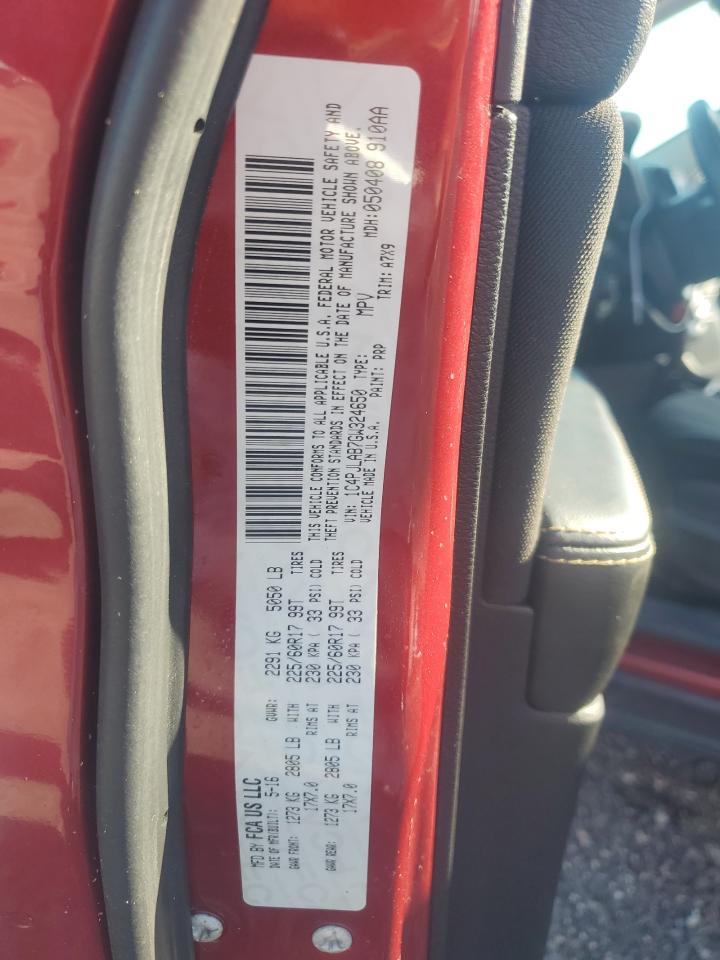 MFD BY FCA US LLC
DATE OF MFR(BUILT): 5-16 GVWR: 2291 KG 5050 LB
GAWR FRONT: 1273 KG 2805 LB WITH 225/60R17 99T TIRES
17X7.0 RIMS AT 230 KPA ( 33 PSI) COLD
GAWR REAR: 1273 KG 2805 LB WITH 225/60R17 99T TIRES
17X7.0 RIMS AT 230 KPA ( 33 PSI) COLD
THIS VEHICLE CONFORMS TO ALL APPLICABLE U.S.A. FEDERAL MOTOR VEHICLE SAFETY AND
THEFT PREVENTION STANDARDS IN EFFECT ON THE DATE OF MANUFACTURE SHOWN ABOVE.
VIN: 1C4PJLAB7GW324650 TYPE: MPV MDH:050408 910AA
VEHICLE MADE IN U.S.A. PAINT: PRP TRIM: A7X9